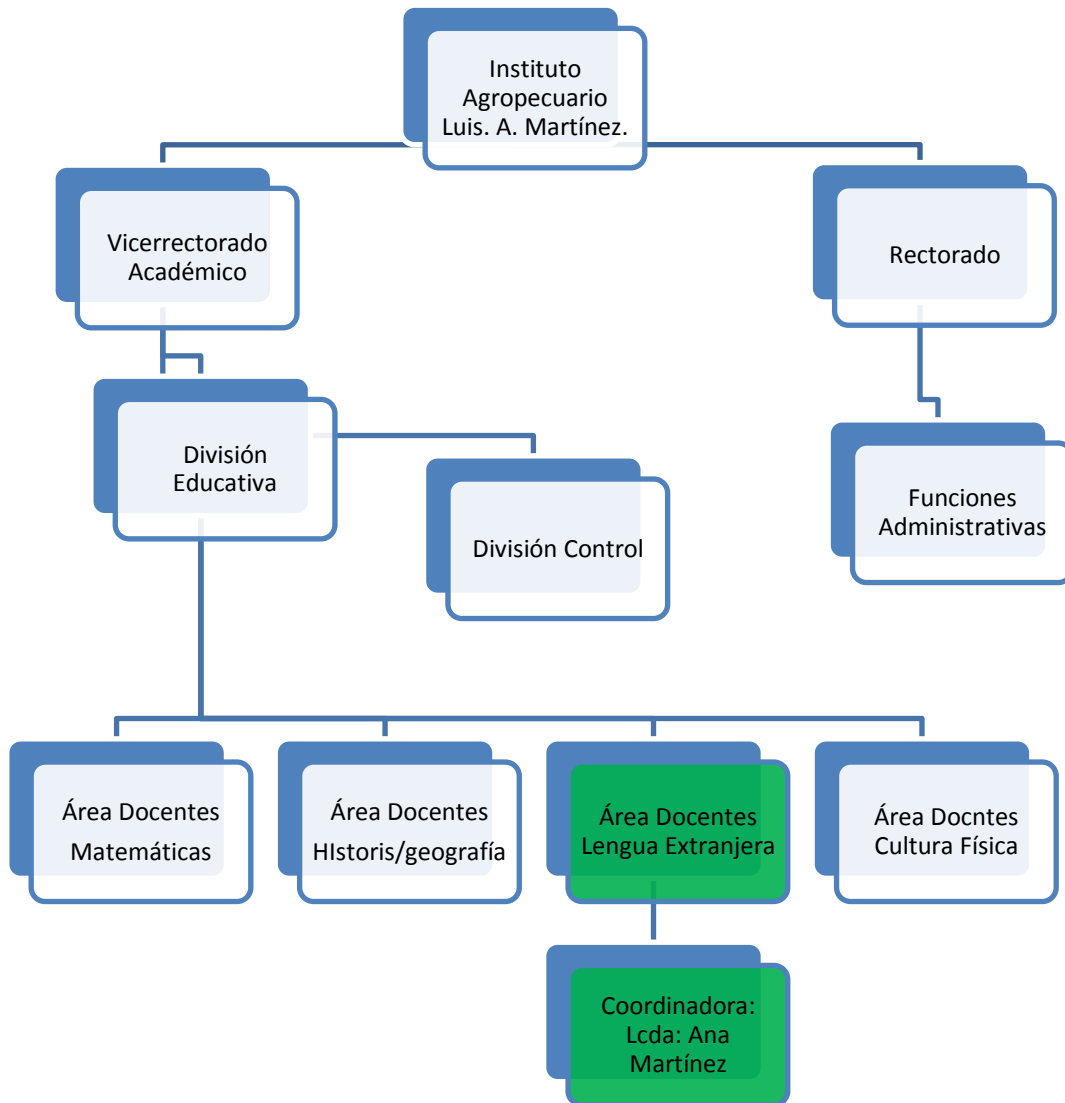 Instituto
Agropecuario
Luis. A. Martínez.
Vicerrectorado
Académico
Rectorado
División
Educativa
División Control
Funciones
Administrativas
Área Docentes
Matemáticas
Área Docentes
HIstoris/geografía
Área Docentes
Lengua Extranjera
Área Docntes
Cultura Física
Coordinadora:
Lcda: Ana
Martínez